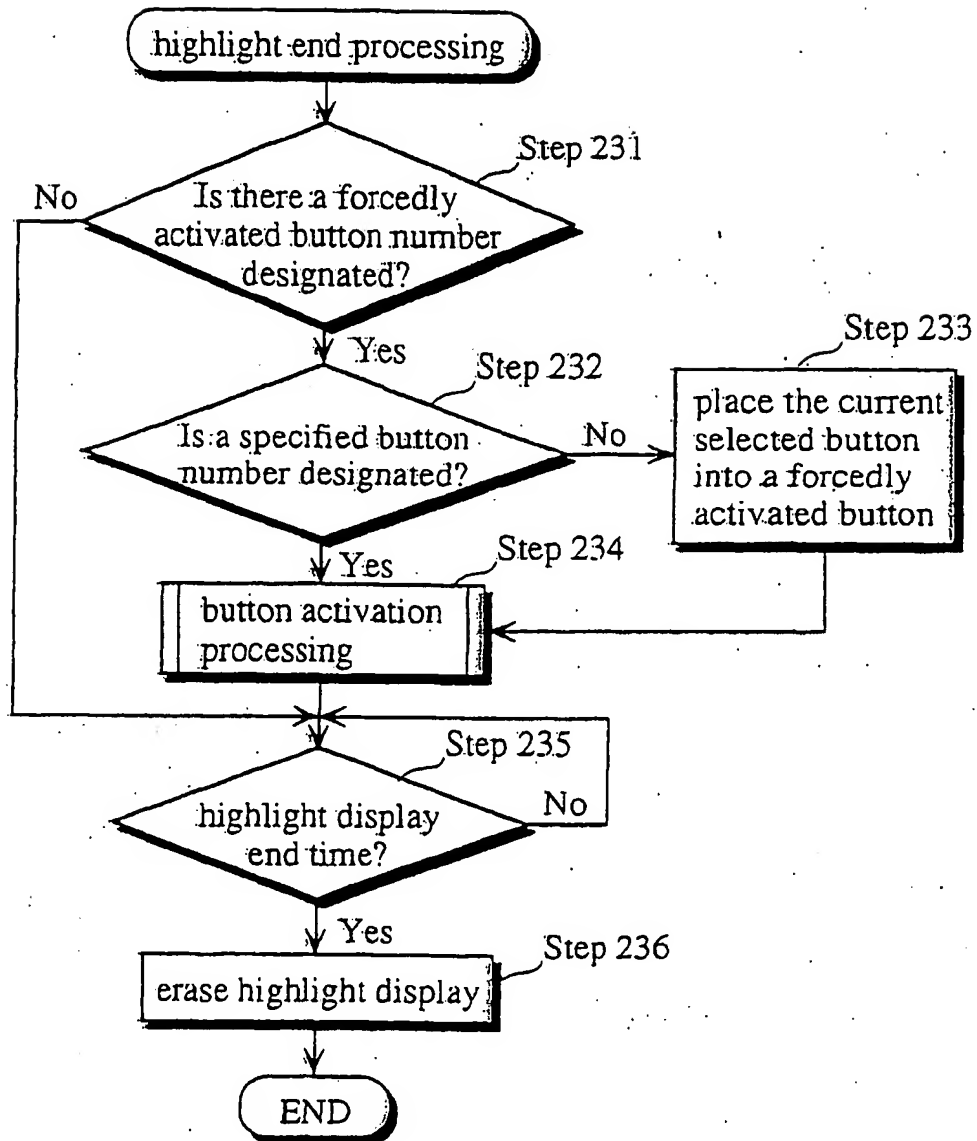 highlight end processing
Step 231
No
Is there a forcedly
activated button number
designated?
Yes
Step 232
Step 233
Is a specified button
number designated?
No
place the current
selected button
into a forcedly
activated button
Yes
Step 234
button activation
processing
Step 235
highlight display
end time?
No
Yes
Step 236
erase highlight display
END